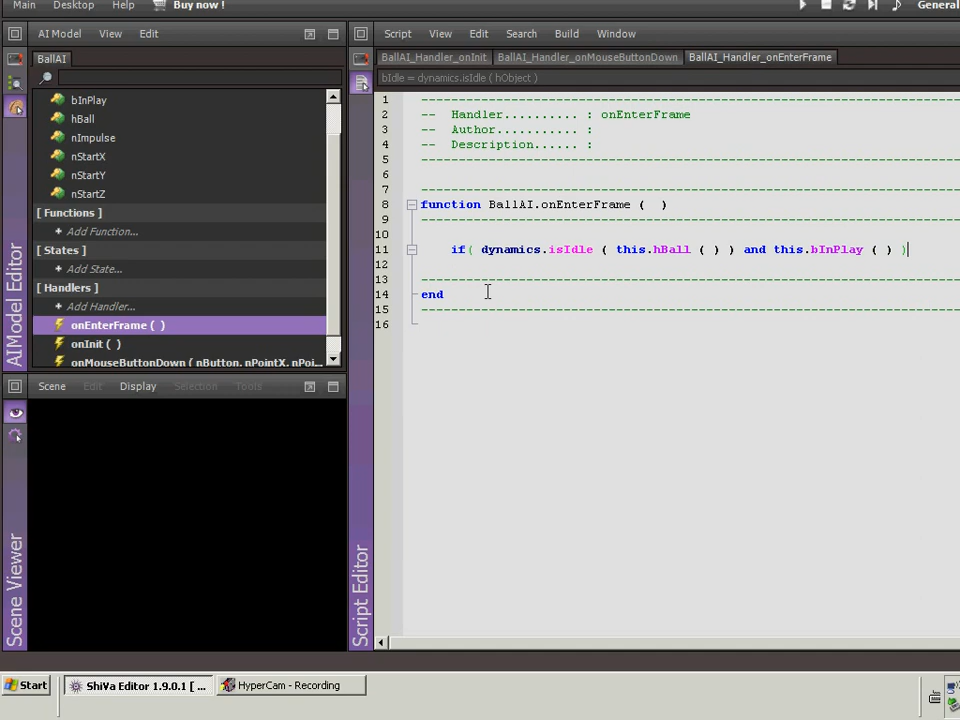 Main Desktop Help Buy now ! General
AI Model View Edit
BallAI
bInPlay
hBall
nImpulse
nStartX
nStartY
nStartZ
[ Functions ]
+ Add Function...
[ States ]
+ Add State...
[ Handlers ]
+ Add Handler...
onEnterFrame ( )
onInit ( )
onMouseButtonDown ( nButton, nPointX, nPoi...
AIModel Editor
Scene Edit Display Selection Tools
Scene Viewer
Script View Edit Search Build Window
BallAI_Handler_onInit BallAI_Handler_onMouseButtonDown BallAI_Handler_onEnterFrame
bIdle = dynamics.isIdle ( hObject )
1 --------------------------------------------------------------------------------
2 -- Handler.......... : onEnterFrame
3 -- Author........... :
4 -- Description...... :
5 --------------------------------------------------------------------------------
6
7 --------------------------------------------------------------------------------
8 function BallAI.onEnterFrame ( )
9 --------------------------------------------------------------------------------
10
11 if( dynamics.isIdle ( this.hBall ( ) ) and this.bInPlay ( ) )
12
13 --------------------------------------------------------------------------------
14 end
15 --------------------------------------------------------------------------------
16
Script Editor
Start ShiVa Editor 1.9.0.1 [ ... HyperCam - Recording